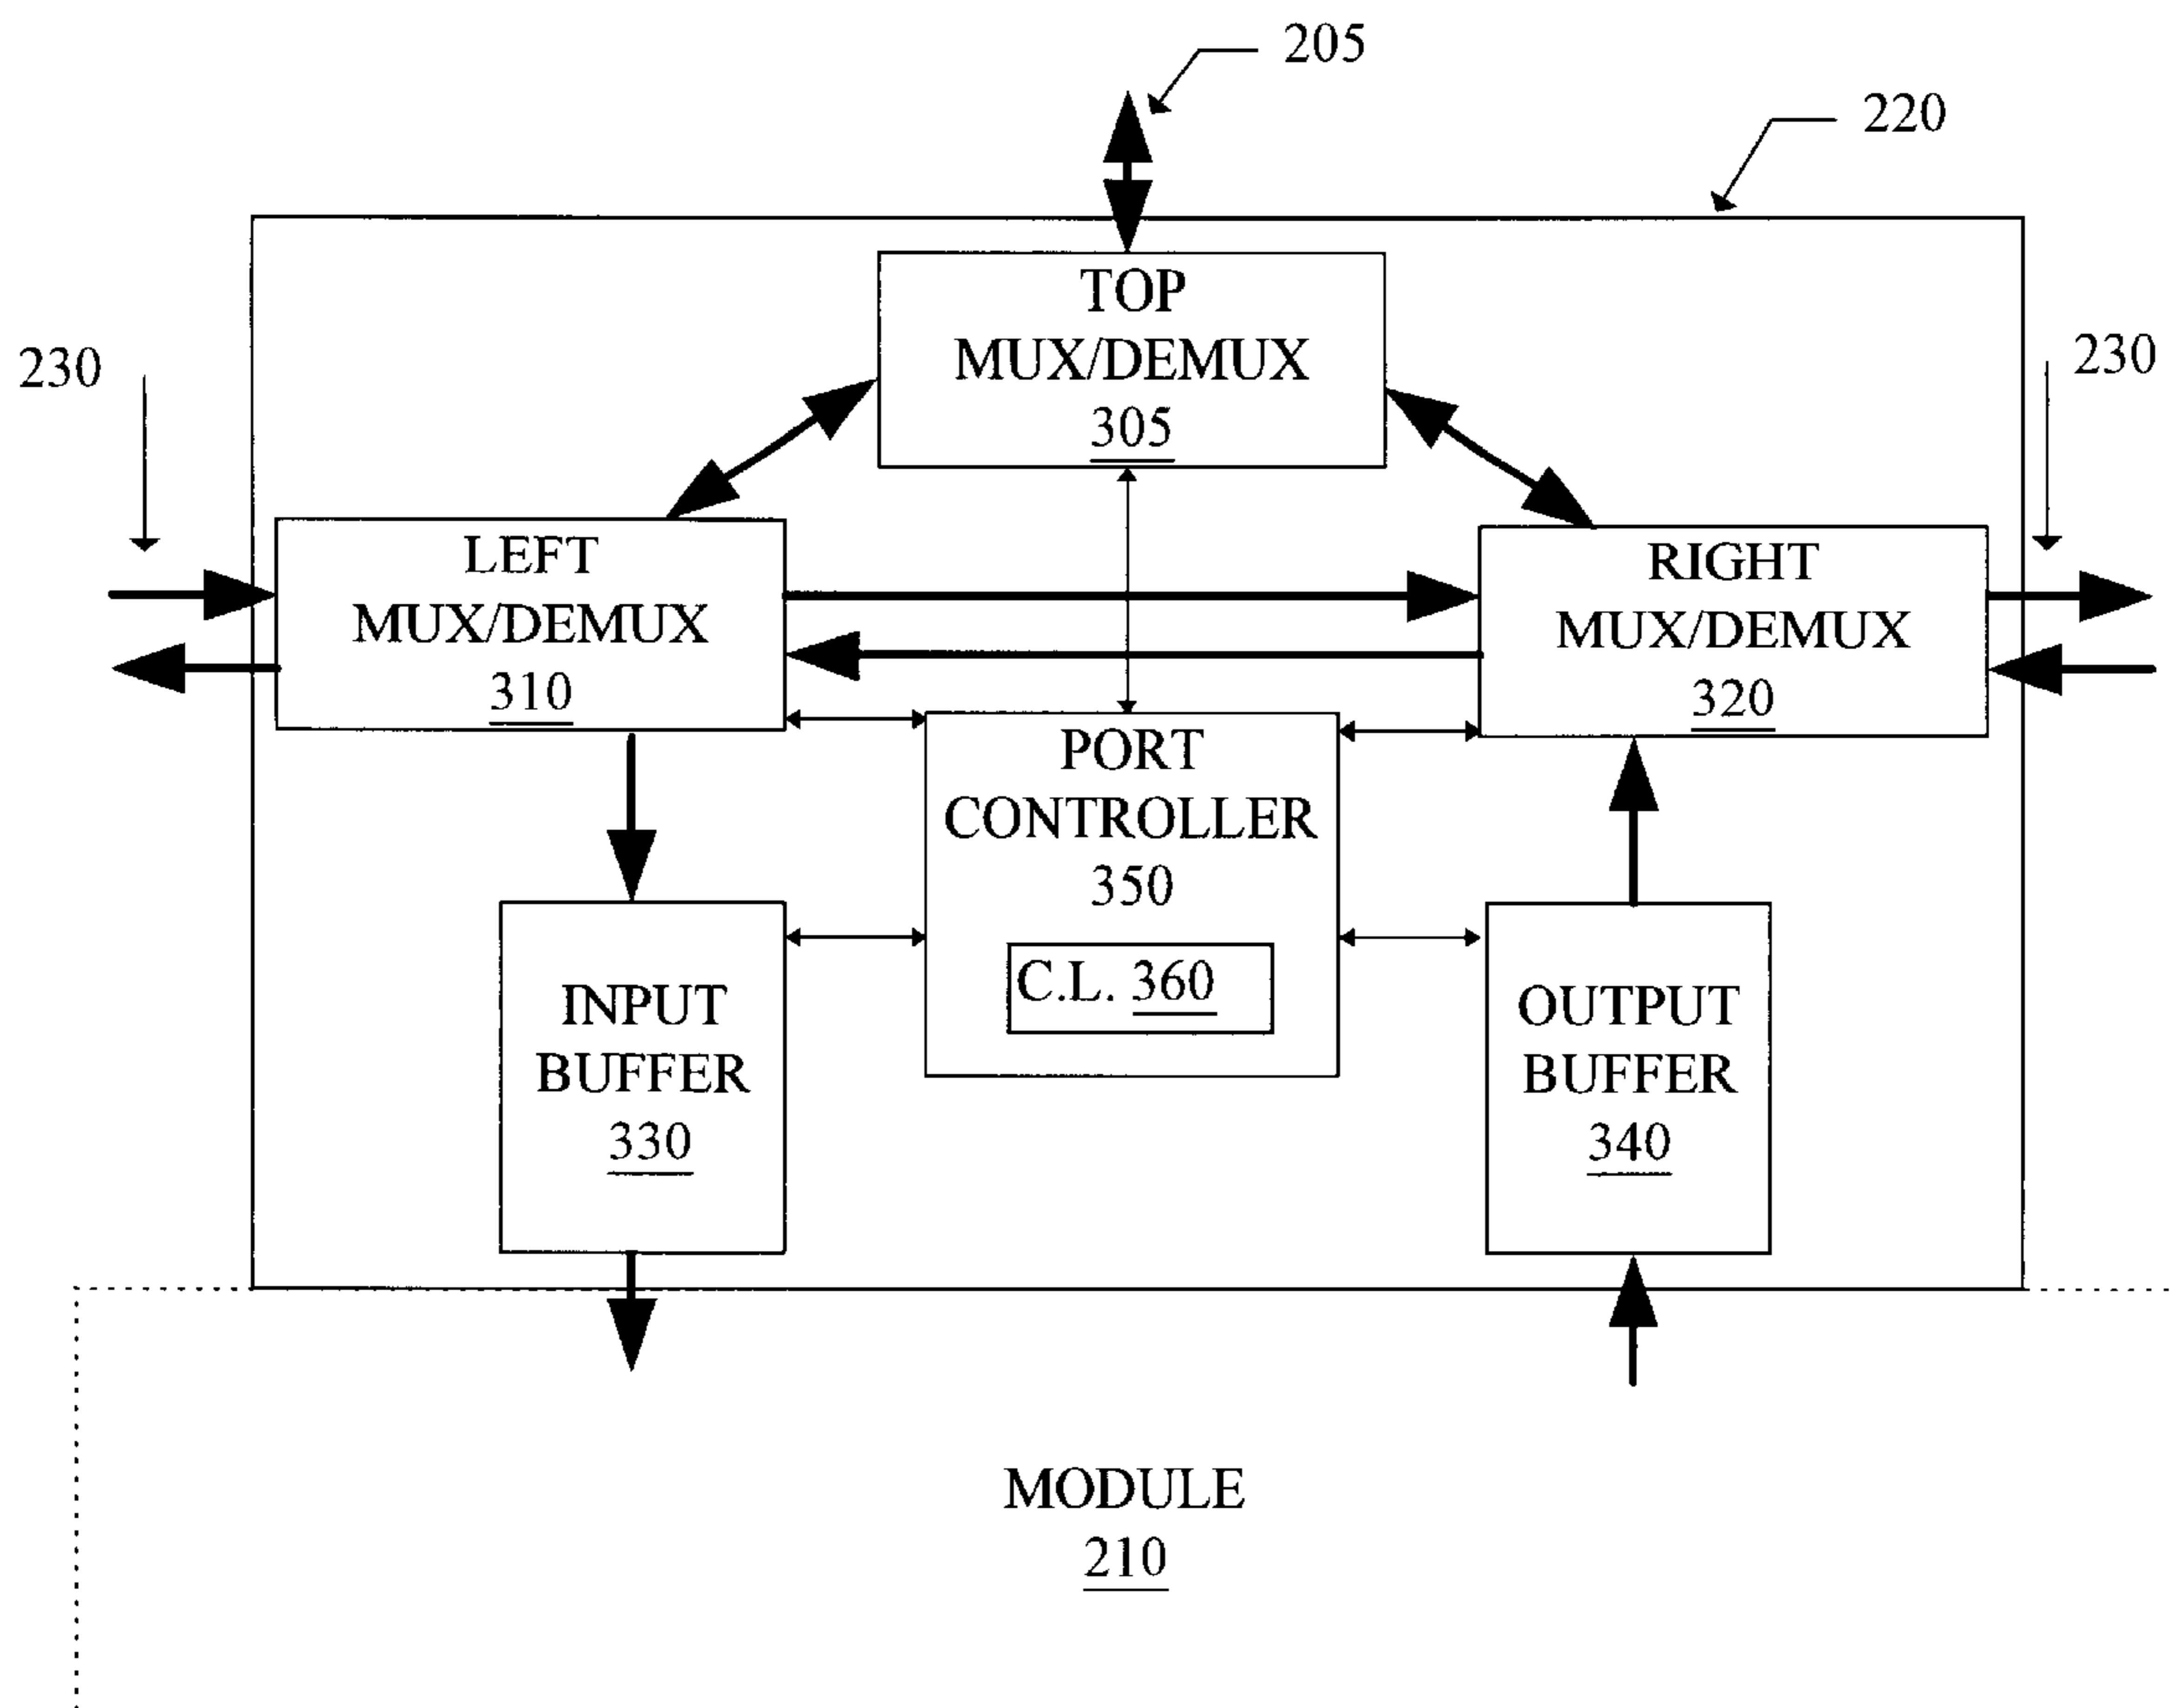 205
220
TOP
MUX/DEMUX
305
230
230
LEFT
MUX/DEMUX
310
RIGHT
MUX/DEMUX
320
PORT
CONTROLLER
350
C.L. 360
INPUT
BUFFER
330
OUTPUT
BUFFER
340
MODULE
210